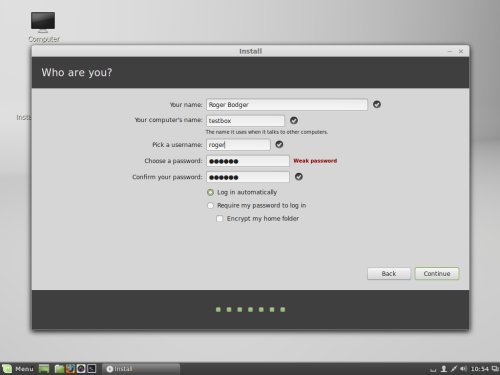 Computer
Install
Who are you?
Your name: Roger Bodger
Your computer's name: testbox
The name it uses when it talks to other computers.
Pick a username: roger
Choose a password: ●●●●●● Weak password
Confirm your password: ●●●●●●
Log in automatically
Require my password to log in
Encrypt my home folder
Back Continue
Menu Install 10:54